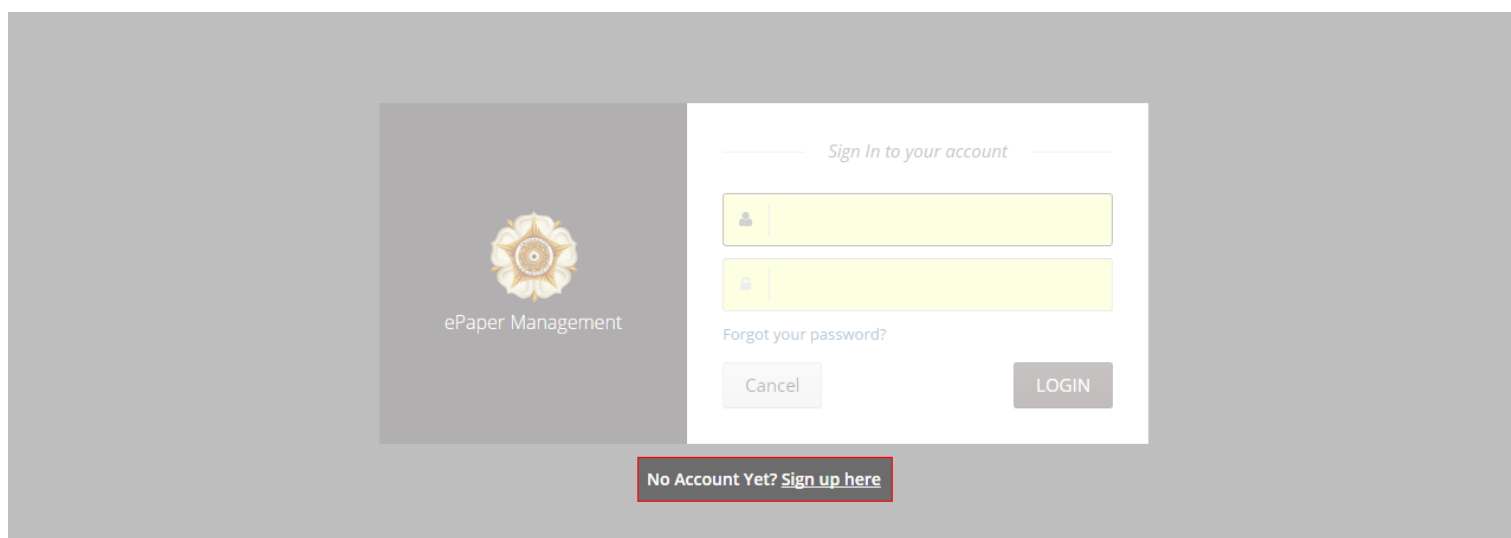 Sign In to your account
ePaper Management
Forgot your password?
Cancel
LOGIN
No Account Yet? Sign up here